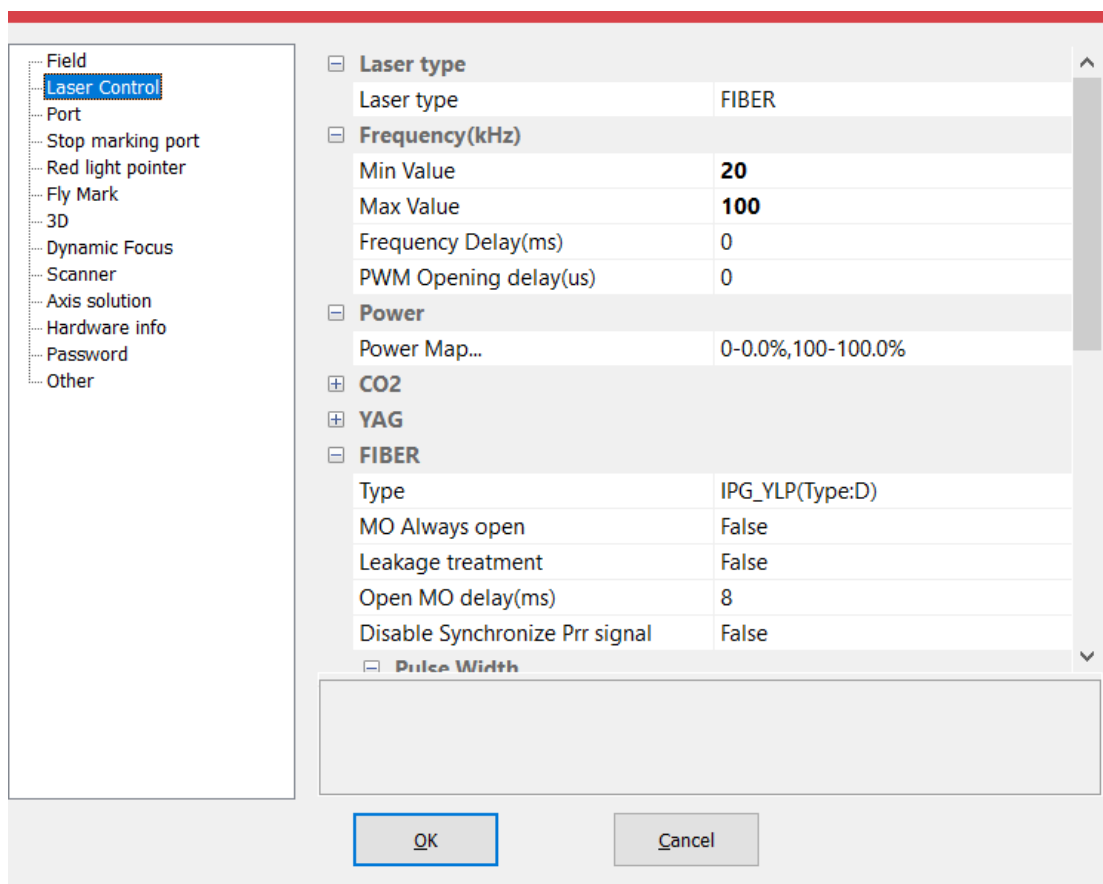 Field
Laser Control
Port
Stop marking port
Red light pointer
Fly Mark
3D
Dynamic Focus
Scanner
Axis solution
Hardware info
Password
Other
Laser type
Laser type FIBER
Frequency(kHz)
Min Value 20
Max Value 100
Frequency Delay(ms) 0
PWM Opening delay(us) 0
Power
Power Map... 0-0.0%,100-100.0%
CO2
YAG
FIBER
Type IPG_YLP(Type:D)
MO Always open False
Leakage treatment False
Open MO delay(ms) 8
Disable Synchronize Prr signal False
Pulse Width
OK Cancel